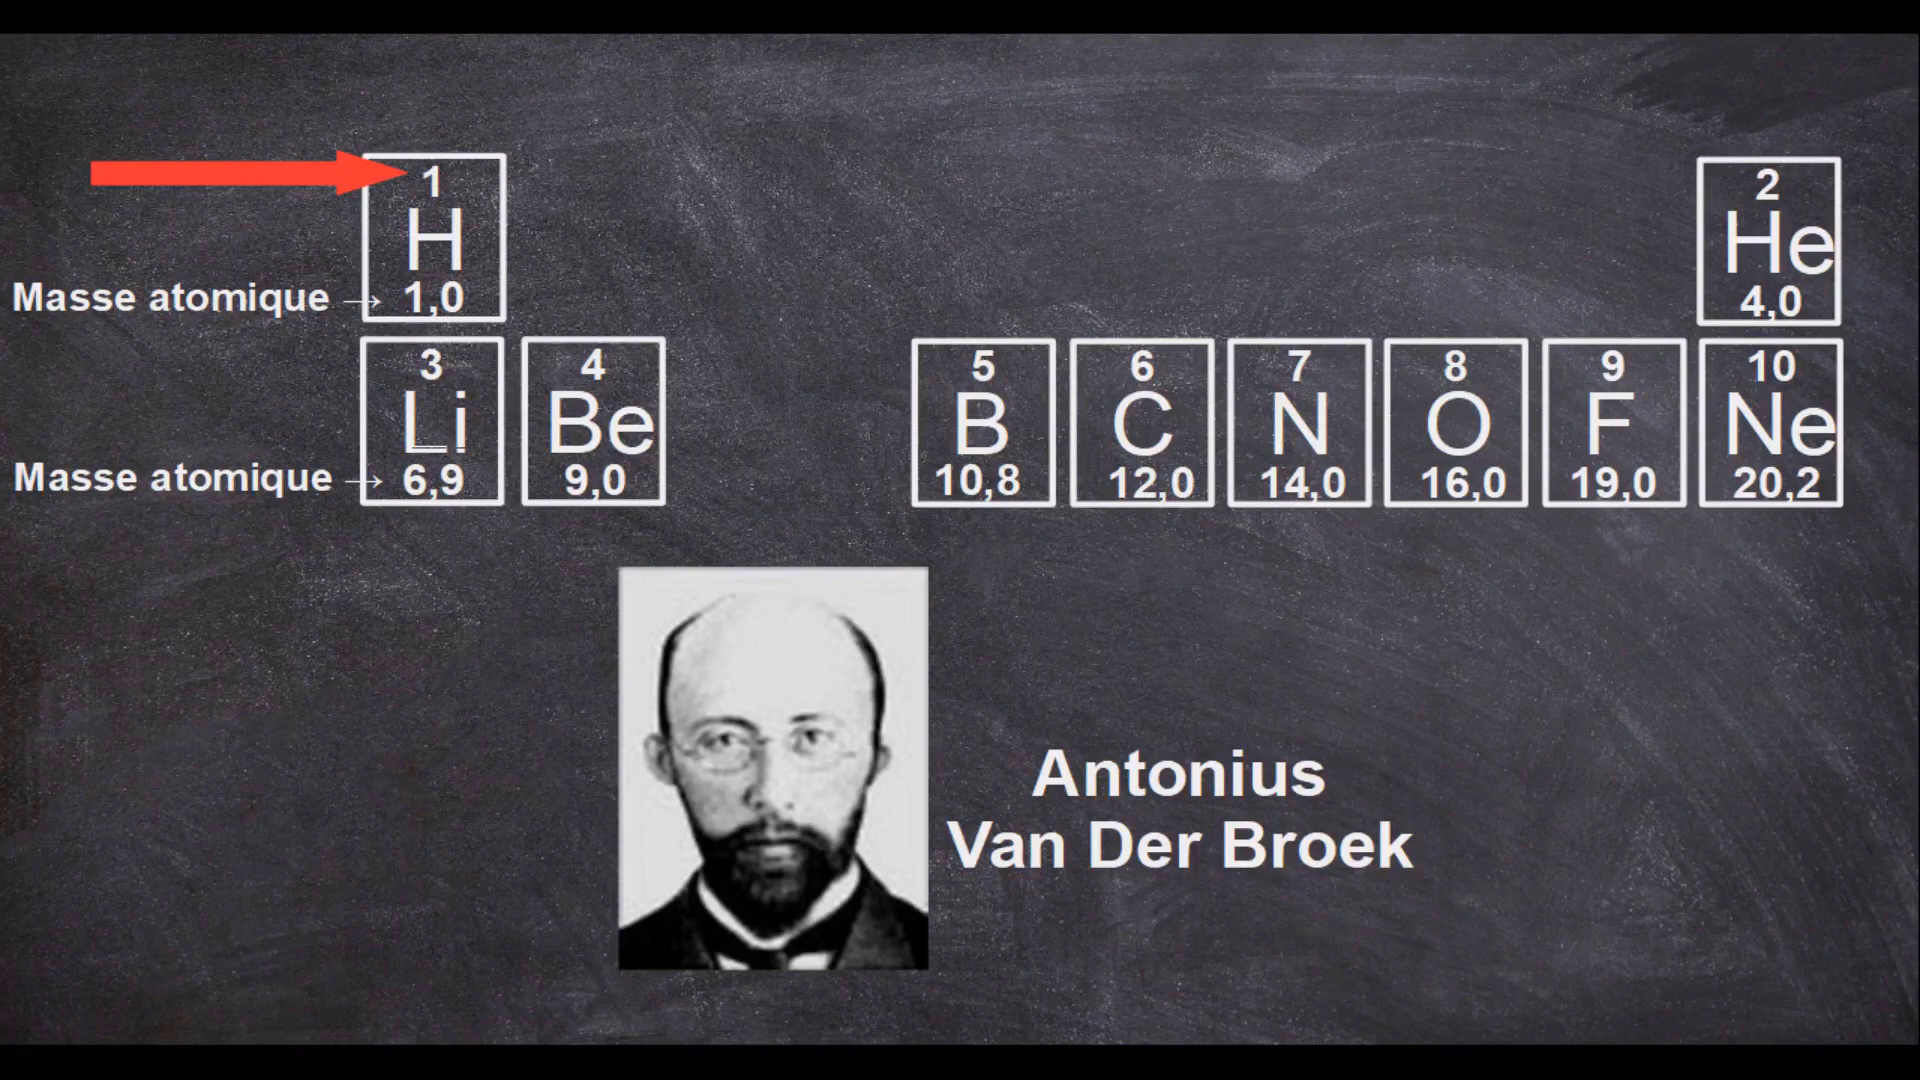 1
H
Masse atomique → 1,0
2
He
4,0
3
Li
Masse atomique → 6,9
4
Be
9,0
5
B
10,8
6
C
12,0
7
N
14,0
8
O
16,0
9
F
19,0
10
Ne
20,2
Antonius
Van Der Broek